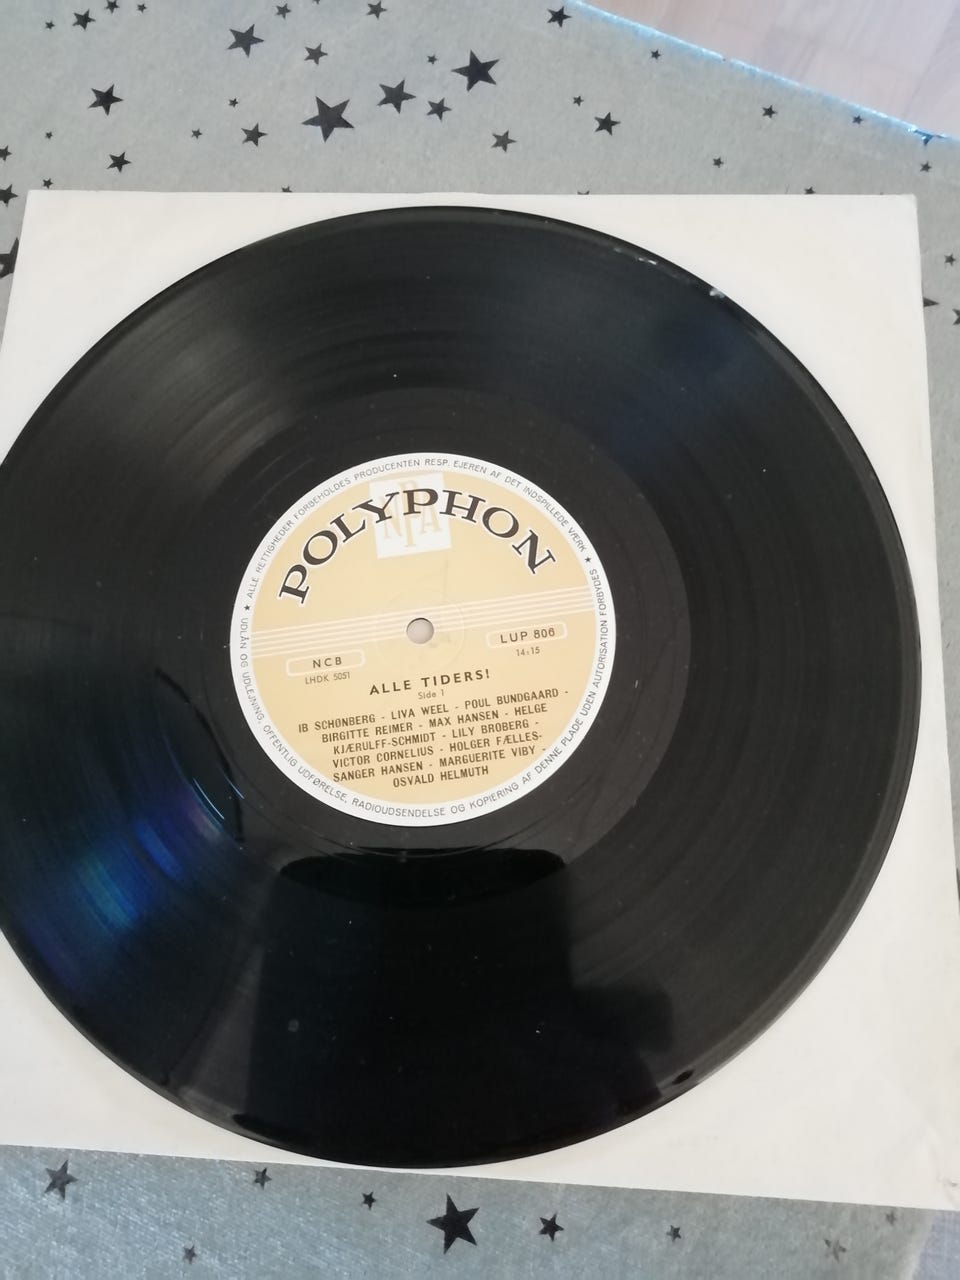 ★ ALLE RETTIGHEDER FORBEHOLDES PRODUCENTEN RESP. EJEREN AF DET INDSPILLEDE VÆRK ★
UDLÅN OG UDLEJNING, OFFENTLIG UDFØRELSE, RADIOUDSENDELSE OG KOPIERING AF DENNE PLADE UDEN AUTORISATION FORBYDES
POLYPHON
NCB
LHDK 5051
LUP 806
14:15
ALLE TIDERS!
Side 1
IB SCHØNBERG - LIVA WEEL - POUL BUNDGAARD -
BIRGITTE REIMER - MAX HANSEN - HELGE
KJÆRULFF-SCHMIDT - LILY BROBERG -
VICTOR CORNELIUS - HOLGER FÆLLES-
SANGER HANSEN - MARGUERITE VIBY -
OSVALD HELMUTH